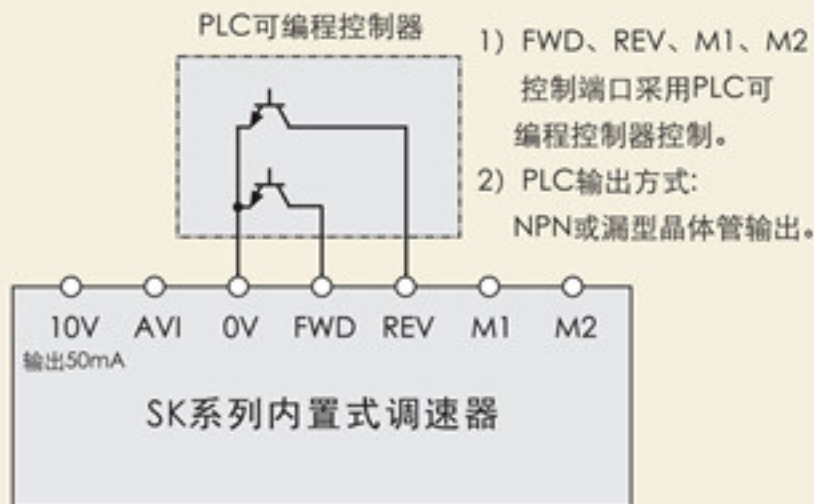 PLC可编程控制器
1) FWD、REV、M1、M2
控制端口采用PLC可
编程控制器控制。
2) PLC输出方式:
NPN或漏型晶体管输出。
10V AVI 0V FWD REV M1 M2
输出50mA
SK系列内置式调速器